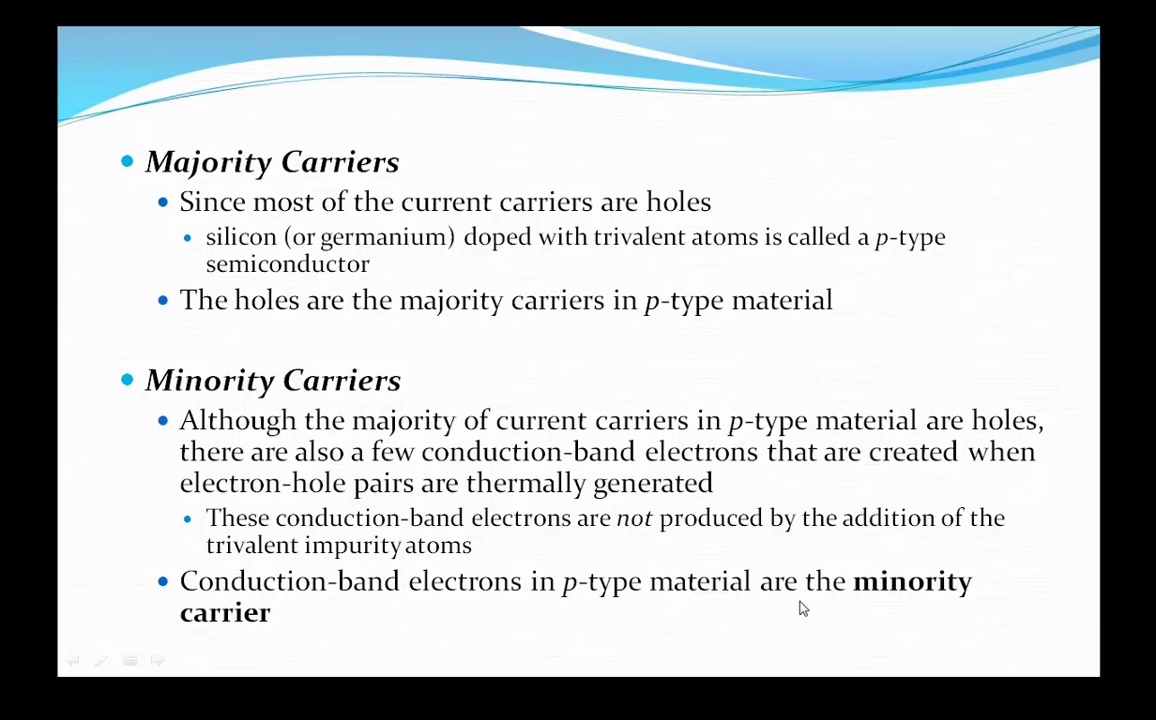 Majority Carriers
Since most of the current carriers are holes
silicon (or germanium) doped with trivalent atoms is called a p-type
semiconductor
The holes are the majority carriers in p-type material
Minority Carriers
Although the majority of current carriers in p-type material are holes,
there are also a few conduction-band electrons that are created when
electron-hole pairs are thermally generated
These conduction-band electrons are not produced by the addition of the
trivalent impurity atoms
Conduction-band electrons in p-type material are the minority
carrier